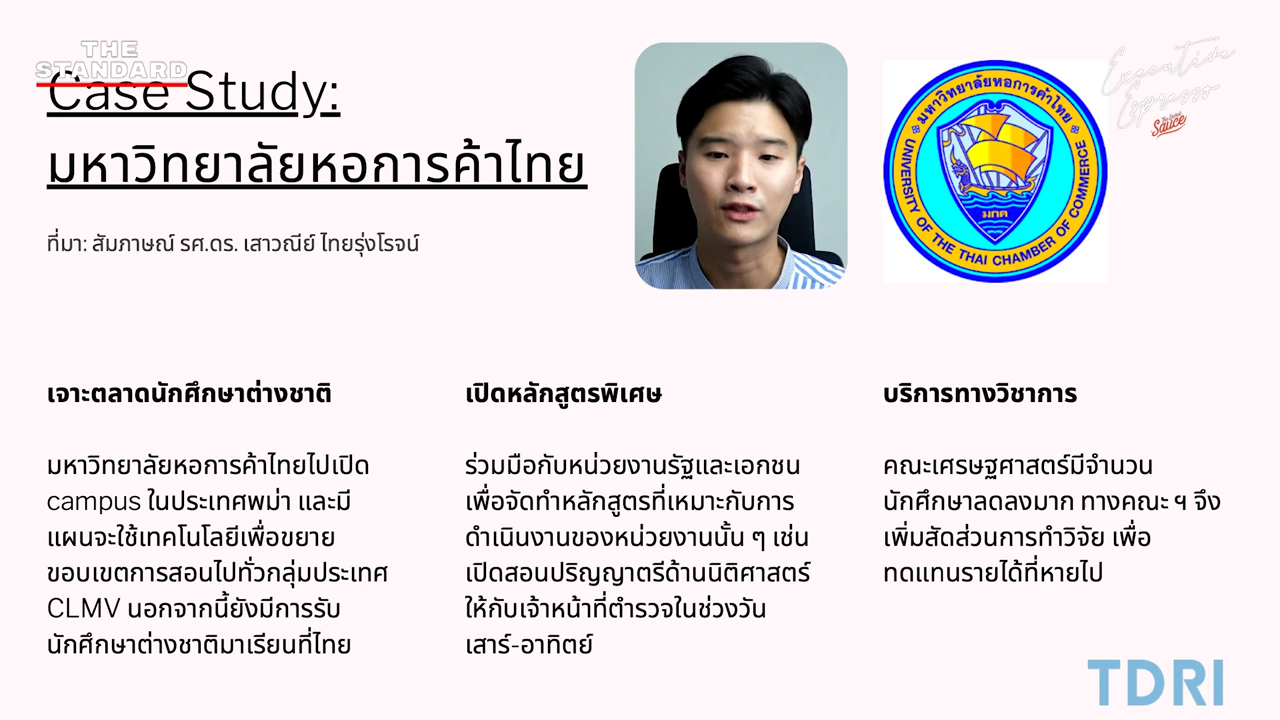 THE
STANDARD
Case Study:
มหาวิทยาลัยหอการค้าไทย
ที่มา: สัมภาษณ์ รศ.ดร. เสาวณีย์ ไทยรุ่งโรจน์
มหาวิทยาลัยหอการค้าไทย
มกค
UNIVERSITY OF THE THAI CHAMBER OF COMMERCE
Executive
Espresso
Sauce
เจาะตลาดนักศึกษาต่างชาติ
มหาวิทยาลัยหอการค้าไทยไปเปิด
campus ในประเทศพม่า และมี
แผนจะใช้เทคโนโลยีเพื่อขยาย
ขอบเขตการสอนไปทั่วกลุ่มประเทศ
CLMV นอกจากนี้ยังมีการรับ
นักศึกษาต่างชาติมาเรียนที่ไทย
เปิดหลักสูตรพิเศษ
ร่วมมือกับหน่วยงานรัฐและเอกชน
เพื่อจัดทำหลักสูตรที่เหมาะกับการ
ดำเนินงานของหน่วยงานนั้น ๆ เช่น
เปิดสอนปริญญาตรีด้านนิติศาสตร์
ให้กับเจ้าหน้าที่ตำรวจในช่วงวัน
เสาร์-อาทิตย์
บริการทางวิชาการ
คณะเศรษฐศาสตร์มีจำนวน
นักศึกษาลดลงมาก ทางคณะ ฯ จึง
เพิ่มสัดส่วนการทำวิจัย เพื่อ
ทดแทนรายได้ที่หายไป
TDRI